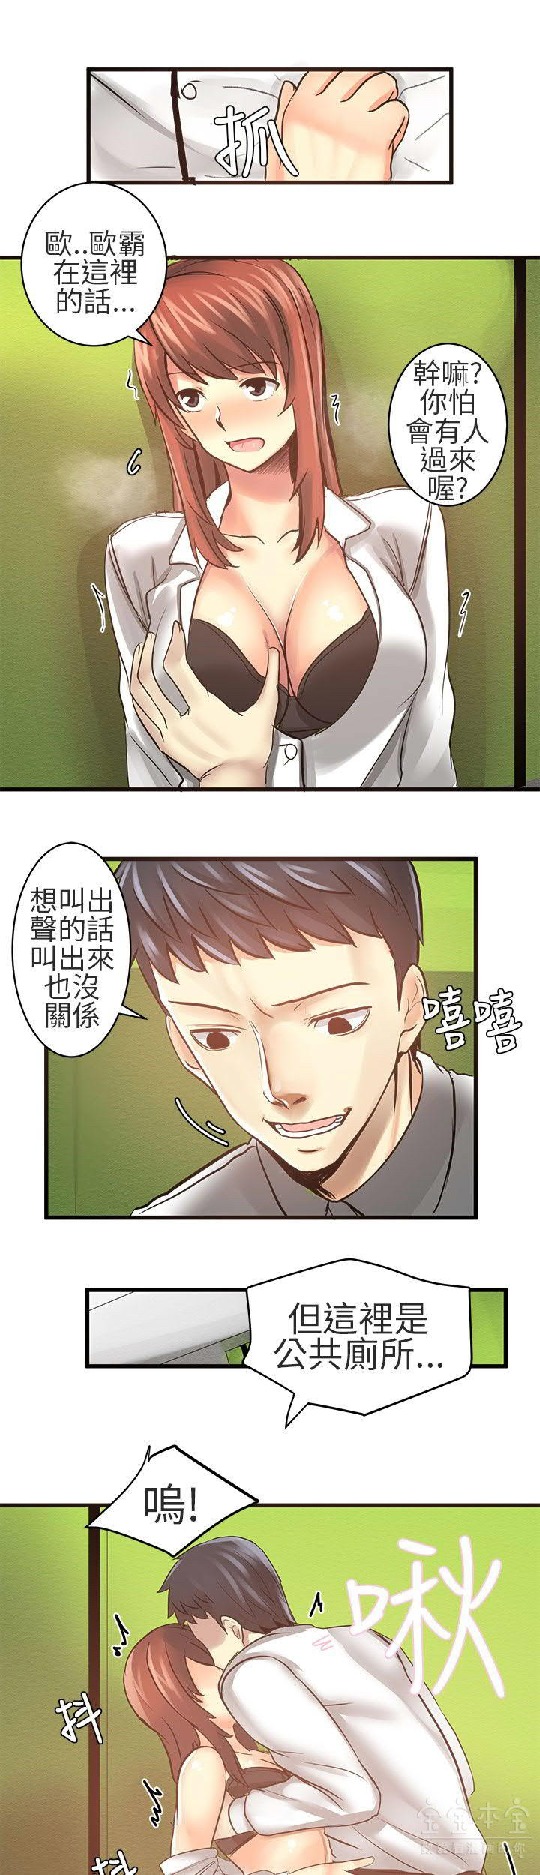 抓
歐..歐霸
在這裡
的話...
幹嘛?
你怕
會有人
過來
喔?
想叫出
聲的話
叫出來
也沒
關係
嘻嘻
但這裡是
公共廁所...
嗚!
啾
抖
抖